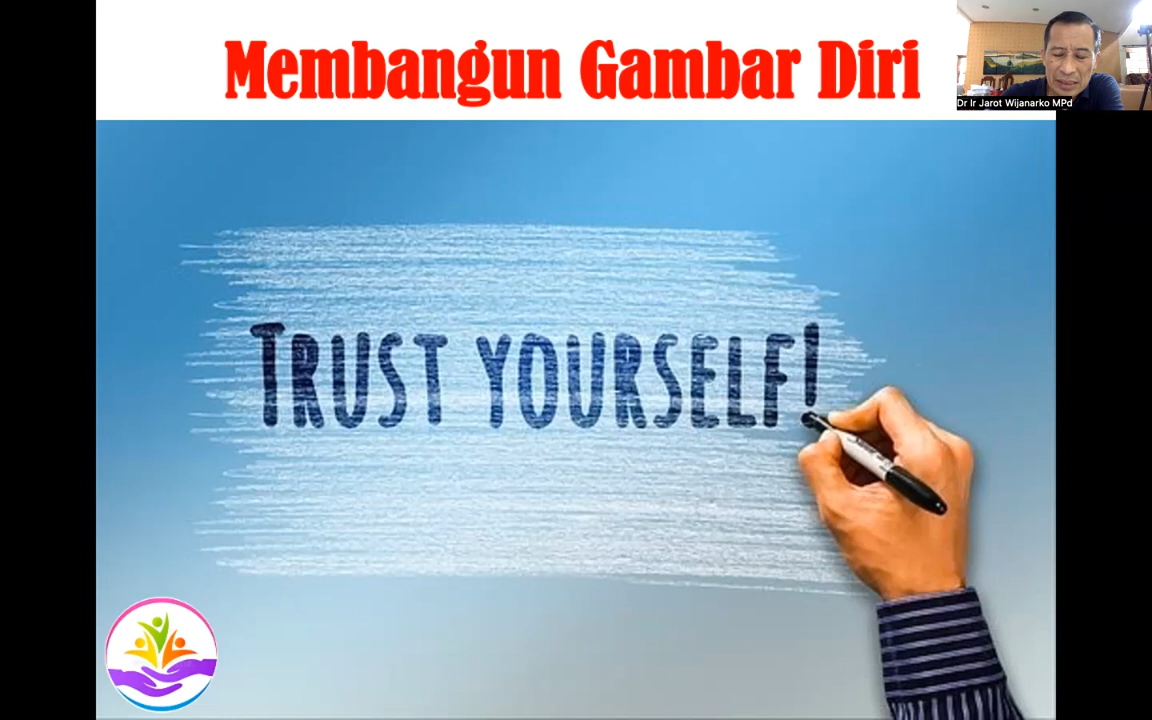 Membangun Gambar Diri
Dr Ir Jarot Wijanarko MPd
TRUST YOURSELF!